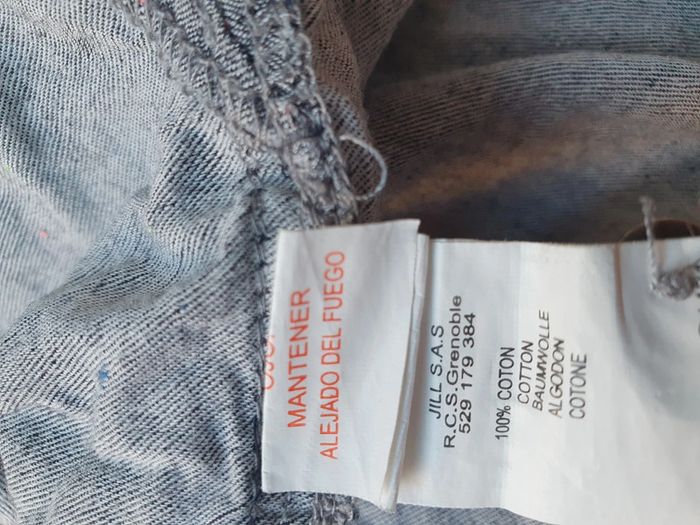 MANTENER
ALEJADO DEL FUEGO
JILL S.A.S
R.C.S.Grenoble
529 179 384
100% COTON
COTTON
BAUMWOLLE
ALGODON
COTONE